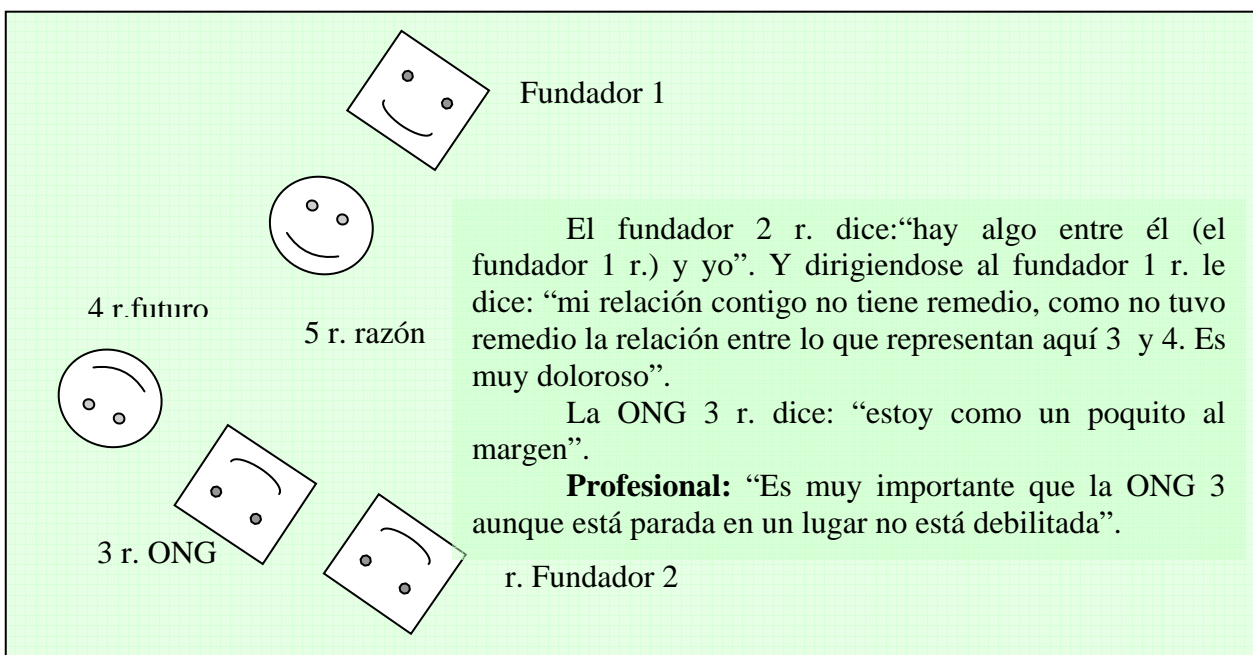 Fundador 1
El fundador 2 r. dice:“hay algo entre él (el
fundador 1 r.) y yo”. Y dirigiendose al fundador 1 r. le
dice: “mi relación contigo no tiene remedio, como no tuvo
remedio la relación entre lo que representan aquí 3 y 4. Es
muy doloroso”.
La ONG 3 r. dice: “estoy como un poquito al
margen”.
Profesional: “Es muy importante que la ONG 3
aunque está parada en un lugar no está debilitada”.
4 r.futuro
5 r. razón
3 r. ONG
r. Fundador 2